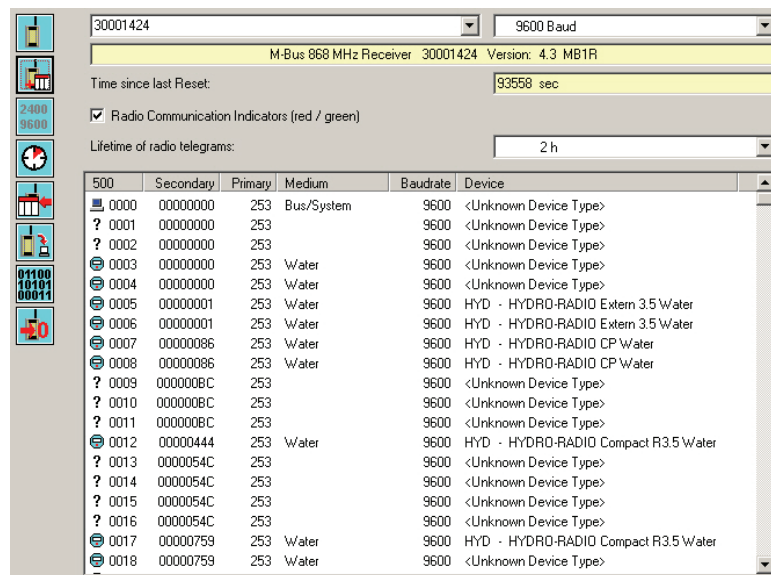 30001424 9600 Baud
M-Bus 868 MHz Receiver 30001424 Version: 4.3 MB1R
Time since last Reset: 93558 sec
2400
9600
Radio Communication Indicators (red / green)
Lifetime of radio telegrams: 2 h
500 Secondary Primary Medium Baudrate Device
0000 00000000 253 Bus/System 9600 <Unknown Device Type>
? 0001 00000000 253 9600 <Unknown Device Type>
? 0002 00000000 253 9600 <Unknown Device Type>
0003 00000000 253 Water 9600 <Unknown Device Type>
0004 00000000 253 Water 9600 <Unknown Device Type>
01100
10101
00011
0005 00000001 253 Water 9600 HYD - HYDRO-RADIO Extern 3.5 Water
0006 00000001 253 Water 9600 HYD - HYDRO-RADIO Extern 3.5 Water
0
0007 00000086 253 Water 9600 HYD - HYDRO-RADIO CP Water
0008 00000086 253 Water 9600 HYD - HYDRO-RADIO CP Water
? 0009 000000BC 253 9600 <Unknown Device Type>
? 0010 000000BC 253 9600 <Unknown Device Type>
? 0011 000000BC 253 9600 <Unknown Device Type>
0012 00000444 253 Water 9600 HYD - HYDRO-RADIO Compact R3.5 Water
? 0013 0000054C 253 9600 <Unknown Device Type>
? 0014 0000054C 253 9600 <Unknown Device Type>
? 0015 0000054C 253 9600 <Unknown Device Type>
? 0016 0000054C 253 9600 <Unknown Device Type>
0017 00000759 253 Water 9600 HYD - HYDRO-RADIO Compact R3.5 Water
0018 00000759 253 Water 9600 <Unknown Device Type>